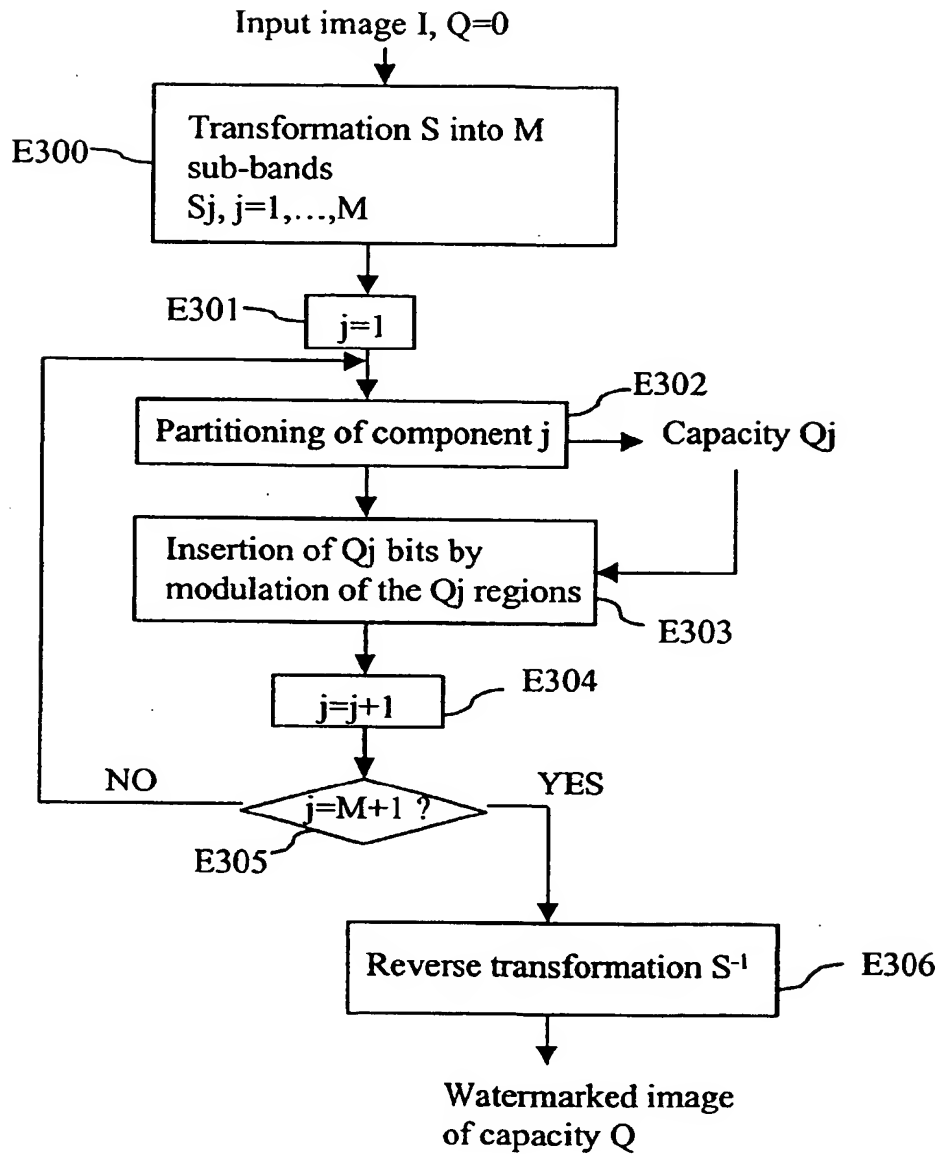 Input image I, Q=0
E300
Transformation S into M
sub-bands
Sj, j=1,...,M
E301
j=1
E302
Partitioning of component j
Capacity Qj
Insertion of Qj bits by
modulation of the Qj regions
E303
E304
j=j+1
NO
YES
j=M+1 ?
E305
Reverse transformation S⁻¹
E306
Watermarked image
of capacity Q